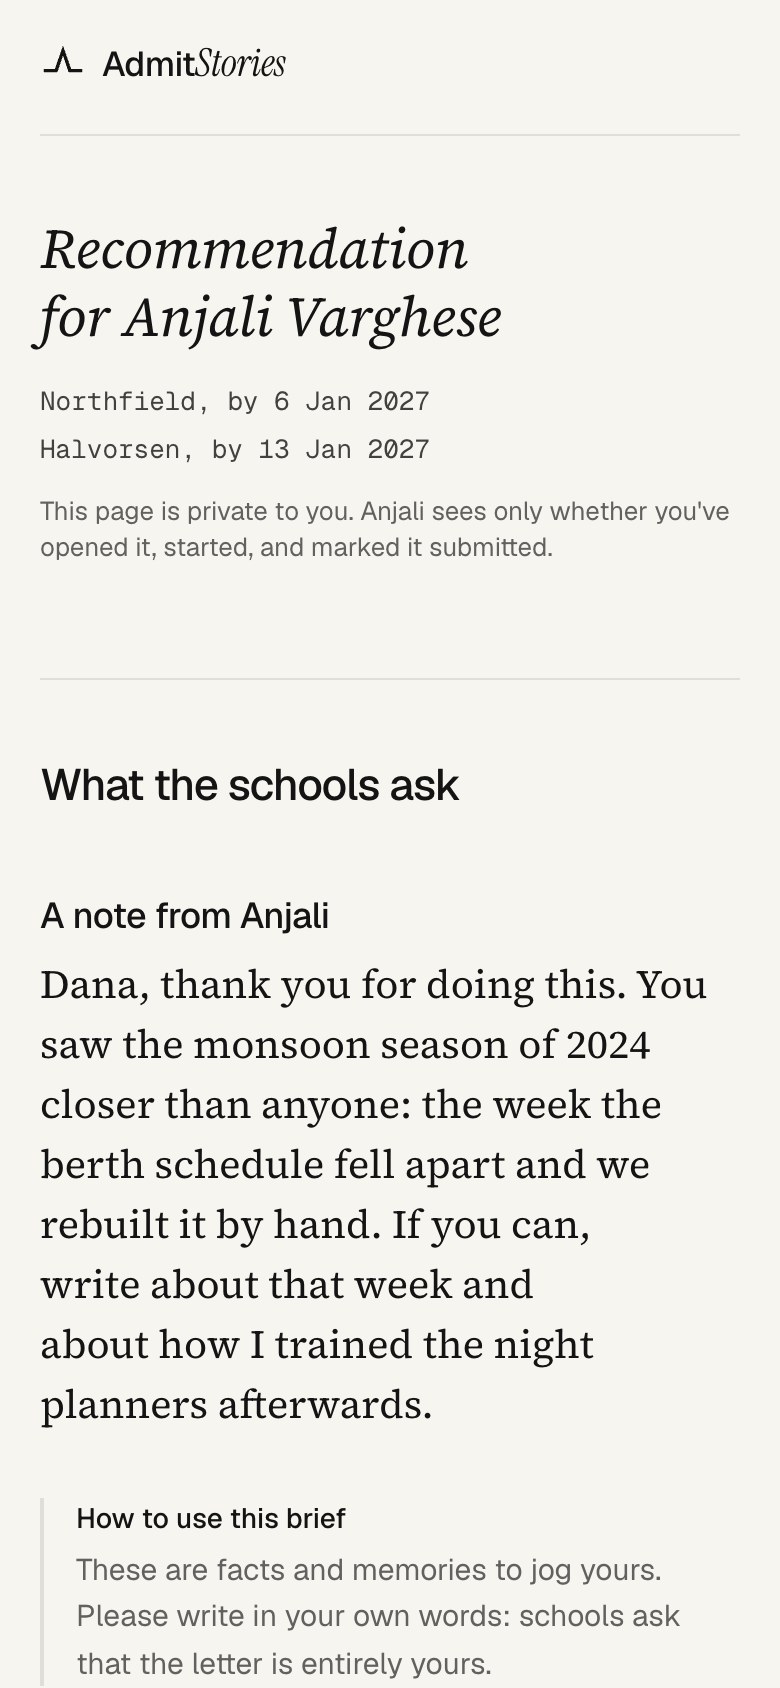 AdmitStories
Recommendation
for Anjali Varghese
Northfield, by 6 Jan 2027
Halvorsen, by 13 Jan 2027
This page is private to you. Anjali sees only whether you've
opened it, started, and marked it submitted.
What the schools ask
A note from Anjali
Dana, thank you for doing this. You
saw the monsoon season of 2024
closer than anyone: the week the
berth schedule fell apart and we
rebuilt it by hand. If you can,
write about that week and
about how I trained the night
planners afterwards.
How to use this brief
These are facts and memories to jog yours.
Please write in your own words: schools ask
that the letter is entirely yours.